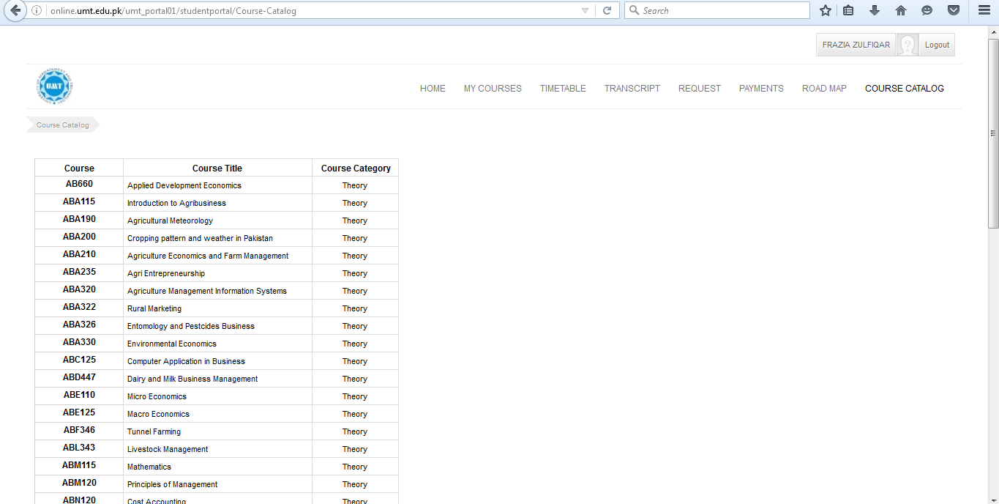 online.umt.edu.pk/umt_portal01/studentportal/Course-Catalog
Search
FRAZIA ZULFIQAR
Logout
UMT
HOME MY COURSES TIMETABLE TRANSCRIPT REQUEST PAYMENTS ROAD MAP COURSE CATALOG
Course Catalog
Course Course Title Course Category
AB660 Applied Development Economics Theory
ABA115 Introduction to Agribusiness Theory
ABA190 Agricultural Meteorology Theory
ABA200 Cropping pattern and weather in Pakistan Theory
ABA210 Agriculture Economics and Farm Management Theory
ABA235 Agri Entrepreneurship Theory
ABA320 Agriculture Management Information Systems Theory
ABA322 Rural Marketing Theory
ABA326 Entomology and Pestcides Business Theory
ABA330 Environmental Economics Theory
ABC125 Computer Application in Business Theory
ABD447 Dairy and Milk Business Management Theory
ABE110 Micro Economics Theory
ABE125 Macro Economics Theory
ABF346 Tunnel Farming Theory
ABL343 Livestock Management Theory
ABM115 Mathematics Theory
ABM120 Principles of Management Theory
ABN120 Cost Accounting Theory